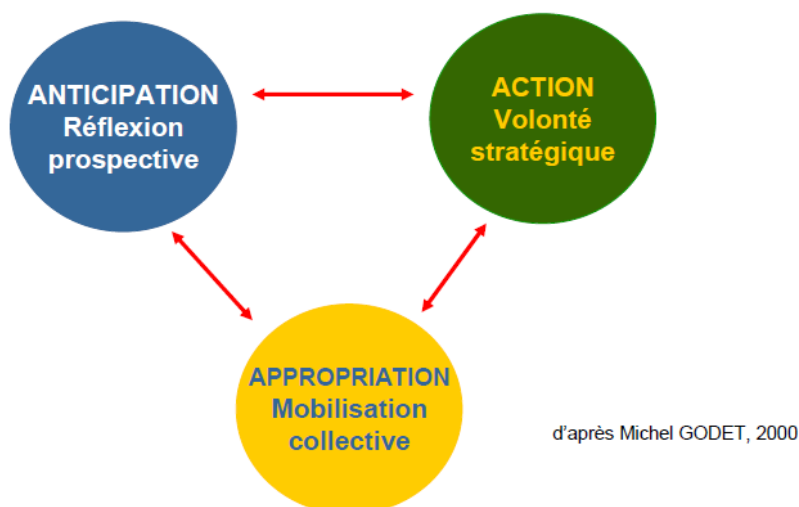 ANTICIPATION
Réflexion
prospective
ACTION
Volonté
stratégique
APPROPRIATION
Mobilisation
collective
d'après Michel GODET, 2000